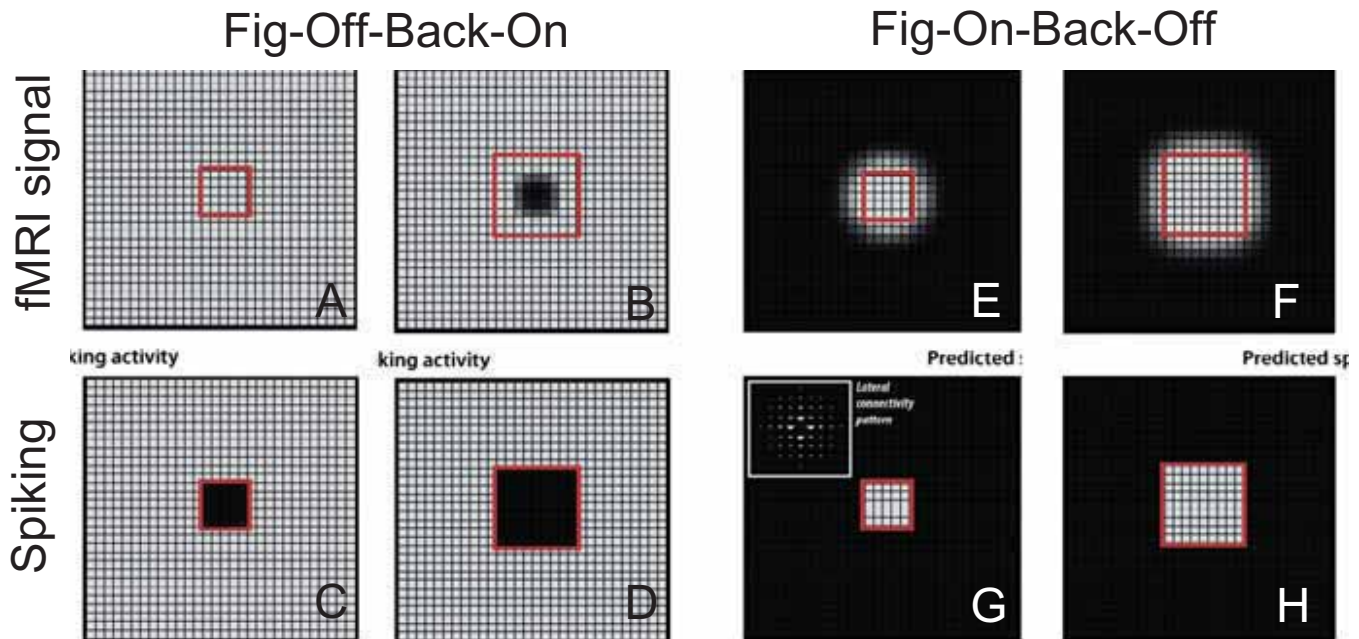 Fig-Off-Back-On
Fig-On-Back-Off
fMRI signal
A
B
E
F
king activity
king activity
Predicted s
Predicted sp
Spiking
Lateral
connectivity
pattern
C
D
G
H